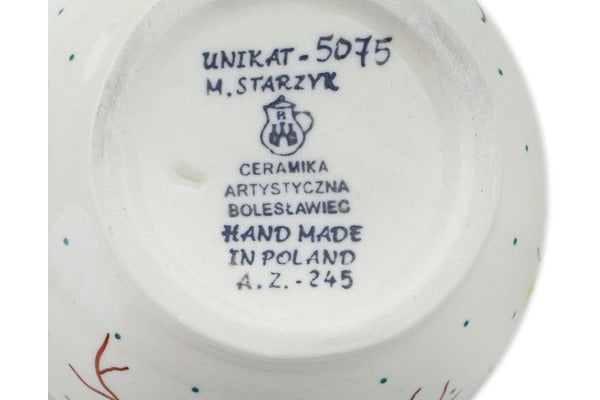 UNIKAT-5075
M. STARZYK
CERAMIKA
ARTYSTYCZNA
BOLESŁAWIEC
HAND MADE
IN POLAND
A.Z.-245